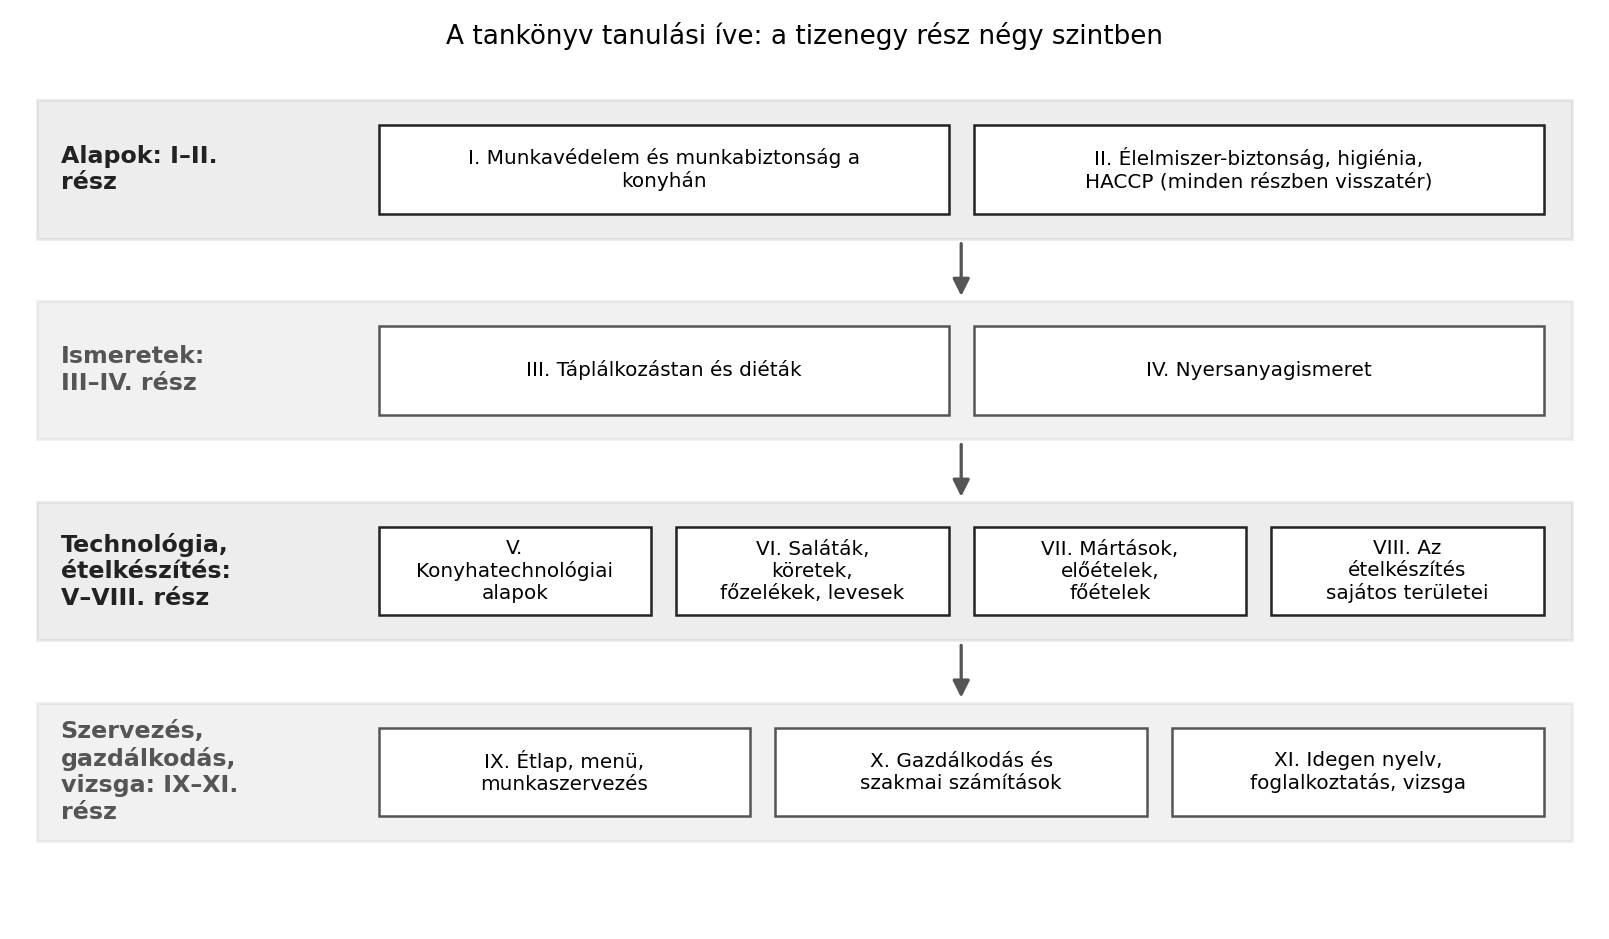 A tankönyv tanulási íve: a tizenegy rész négy szintben
Alapok: I–II.
rész
I. Munkavédelem és munkabiztonság a
konyhán
II. Élelmiszer-biztonság, higiénia,
HACCP (minden részben visszatér)
Ismeretek:
III–IV. rész
III. Táplálkozástan és diéták
IV. Nyersanyagismeret
Technológia,
ételkészítés:
V–VIII. rész
V.
Konyhatechnológiai
alapok
VI. Saláták,
köretek,
főzelékek, levesek
VII. Mártások,
előételek,
főételek
VIII. Az
ételkészítés
sajátos területei
Szervezés,
gazdálkodás,
vizsga: IX–XI.
rész
IX. Étlap, menü,
munkaszervezés
X. Gazdálkodás és
szakmai számítások
XI. Idegen nyelv,
foglalkoztatás, vizsga